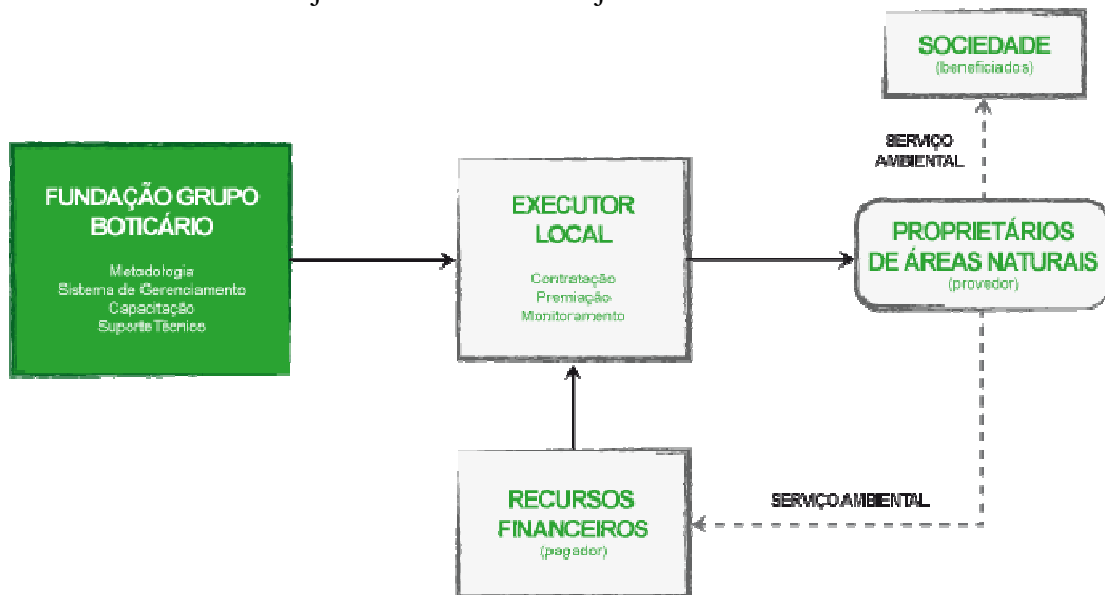 SOCIEDADE
(beneficiados)
SERVIÇO
AMBIENTAL
FUNDAÇÃO GRUPO
BOTICÁRIO
Metodologia
Sistema de Gerenciamento
Capacitação
Suporte Técnico
EXECUTOR
LOCAL
Contratação
Premiação
Monitoramento
PROPRIETÁRIOS
DE ÁREAS NATURAIS
(provedor)
RECURSOS
FINANCEIROS
(pagador)
SERVIÇO AMBIENTAL